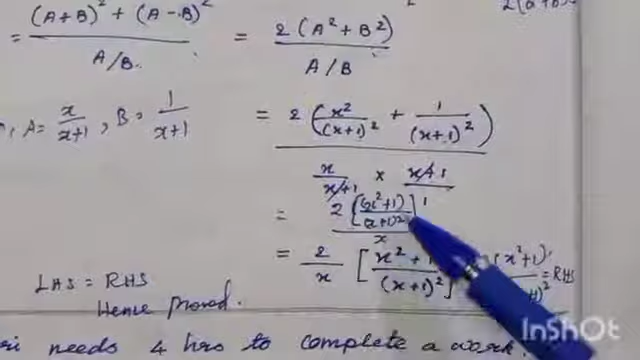 2(a+b)
= (A+B)² + (A-B)² / A/B. = 2(A² + B²) / A/B
A = x/x+1, B = 1/x+1 = 2(x²/(x+1)² + 1/(x+1)²) / x/x+1 × x+1/1
= 2[(x²+1)/(x+1)²] / x
= 2/x [x² + 1/(x+1)²] (x²+1) = RHS
LHS = RHS
Hence proved.
needs 4 hrs to complete a work.
InShot